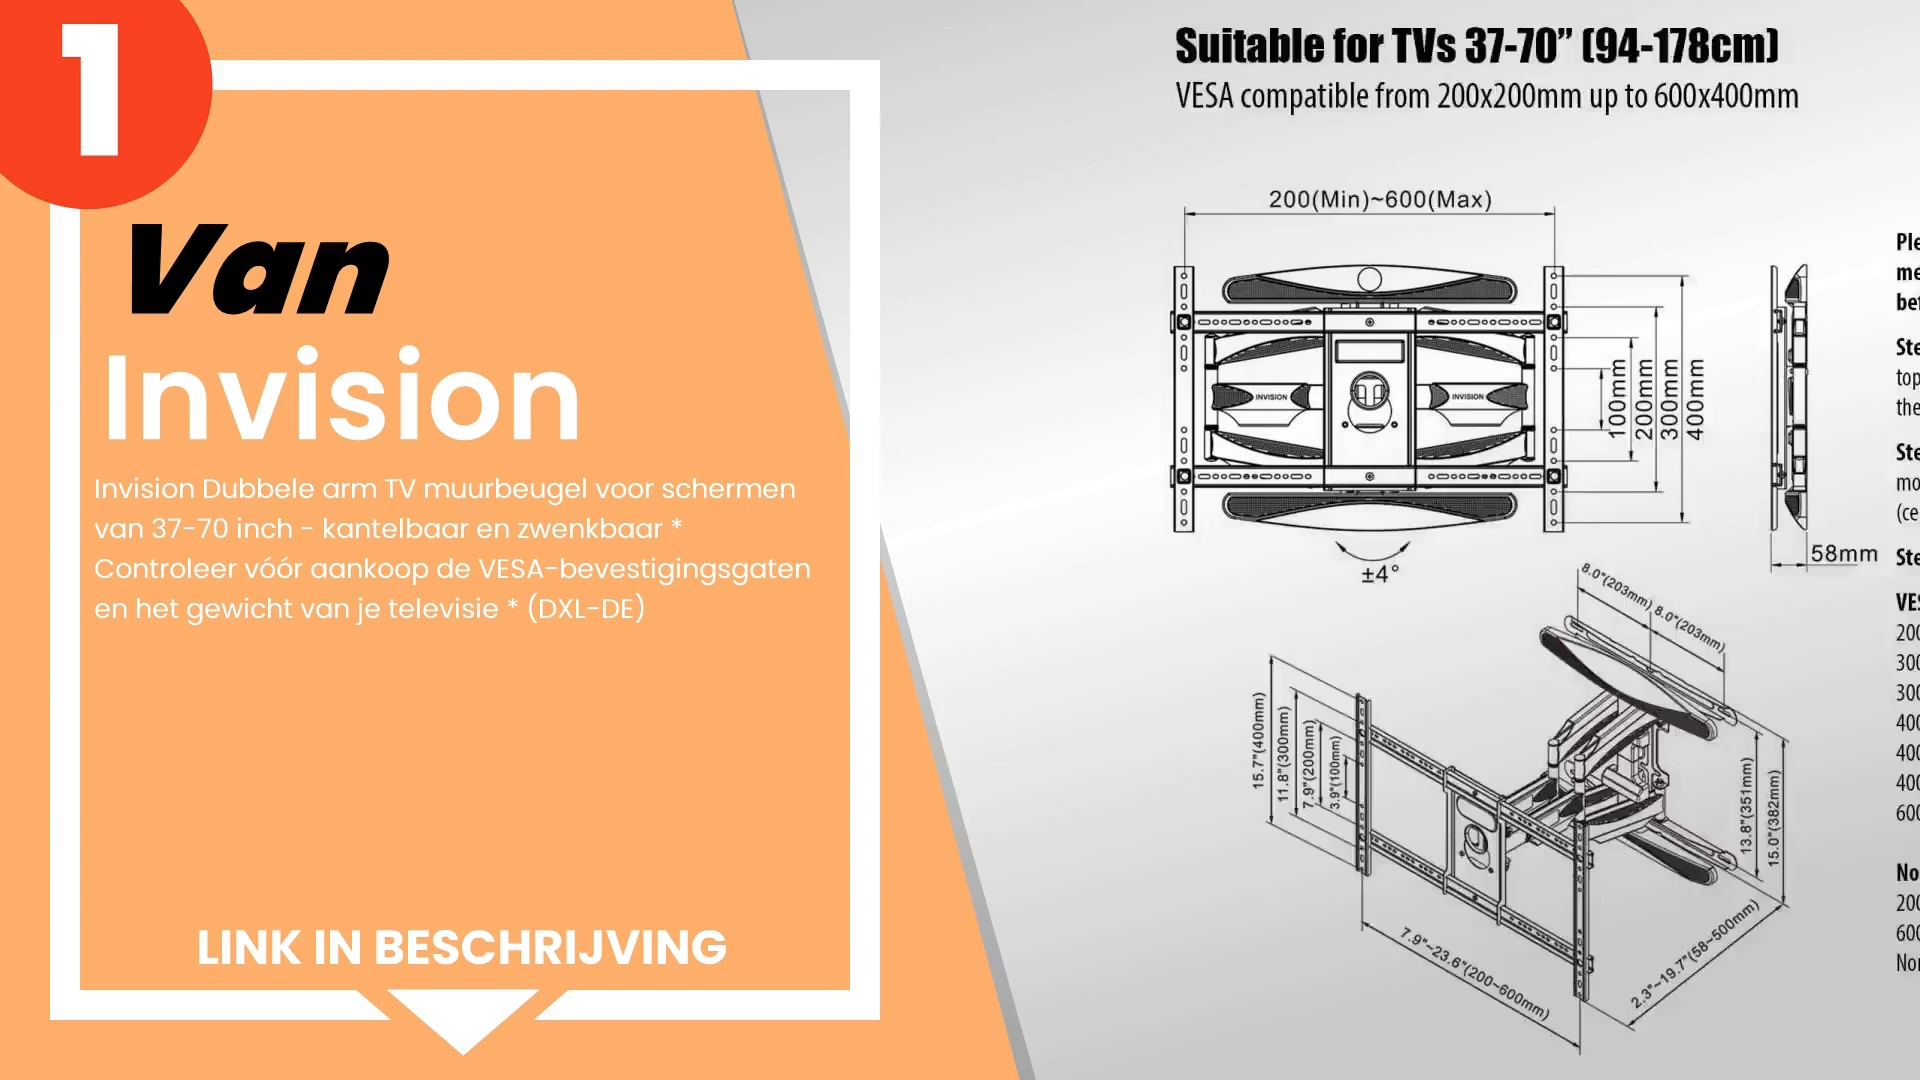 1
Van
Invision
Invision Dubbele arm TV muurbeugel voor schermen
van 37-70 inch - kantelbaar en zwenkbaar *
Controleer vóór aankoop de VESA-bevestigingsgaten
en het gewicht van je televisie * (DXL-DE)
LINK IN BESCHRIJVING
Suitable for TVs 37-70” (94-178cm)
VESA compatible from 200x200mm up to 600x400mm
200(Min)~600(Max)
INVISION
INVISION
100mm
200mm
300mm
400mm
±4°
58mm
8.0"(203mm)
8.0"(203mm)
15.7"(400mm)
11.8"(300mm)
7.9"(200mm)
3.9"(100mm)
13.8"(351mm)
15.0"(382mm)
7.9"~23.6"(200~600mm)
2.3"~19.7"(58~500mm)